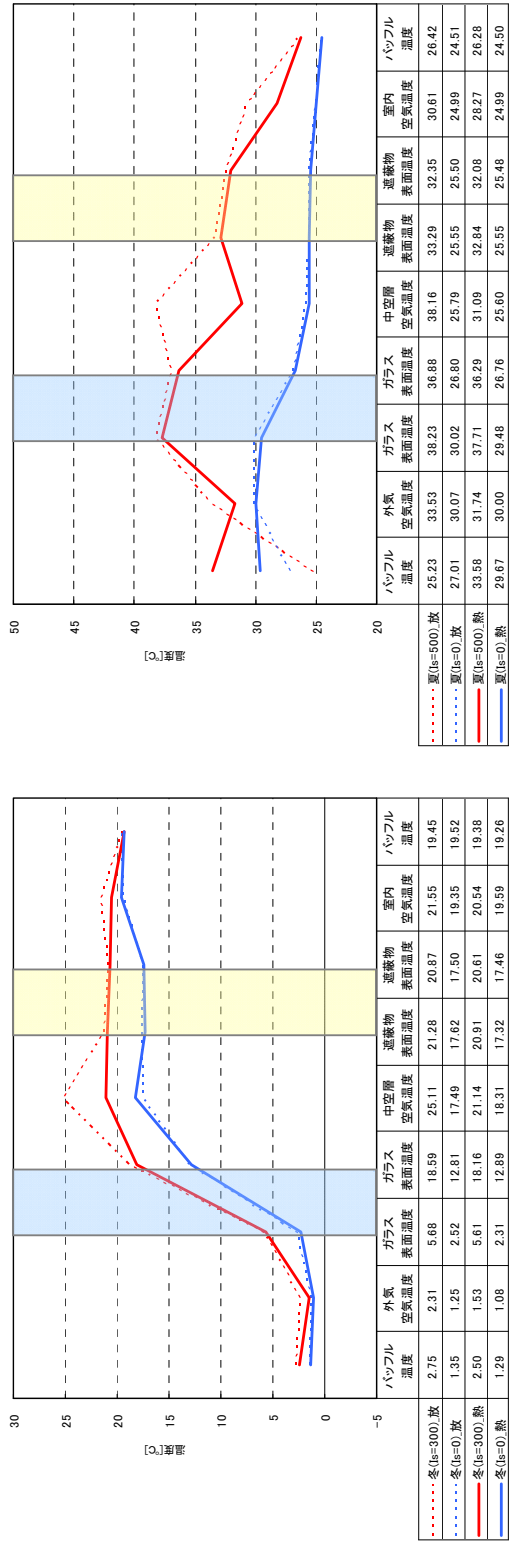 30
25
20
15
10
5
0
-5
温度[℃]
バッフル
温度
外気
空気温度
ガラス
表面温度
ガラス
表面温度
中空層
空気温度
遮蔽物
表面温度
遮蔽物
表面温度
室内
空気温度
バッフル
温度
冬(Is=300)_放 2.75 2.31 5.68 18.59 25.11 21.28 20.87 21.55 19.45
冬(Is=0)_放 1.35 1.25 2.52 12.81 17.49 17.62 17.50 19.35 19.52
冬(Is=300)_熱 2.50 1.53 5.61 18.16 21.14 20.91 20.61 20.54 19.38
冬(Is=0)_熱 1.29 1.08 2.31 12.89 18.31 17.32 17.46 19.59 19.26
50
45
40
35
30
25
20
温度[℃]
バッフル
温度
外気
空気温度
ガラス
表面温度
ガラス
表面温度
中空層
空気温度
遮蔽物
表面温度
遮蔽物
表面温度
室内
空気温度
バッフル
温度
夏(Is=500)_放 25.23 33.53 38.23 36.88 38.16 33.29 32.35 30.61 26.42
夏(Is=0)_放 27.01 30.07 30.02 26.80 25.79 25.55 25.50 24.99 24.51
夏(Is=500)_熱 33.58 31.74 37.71 36.29 31.09 32.84 32.08 28.27 26.28
夏(Is=0)_熱 29.67 30.00 29.48 26.76 25.60 25.55 25.48 24.99 24.50